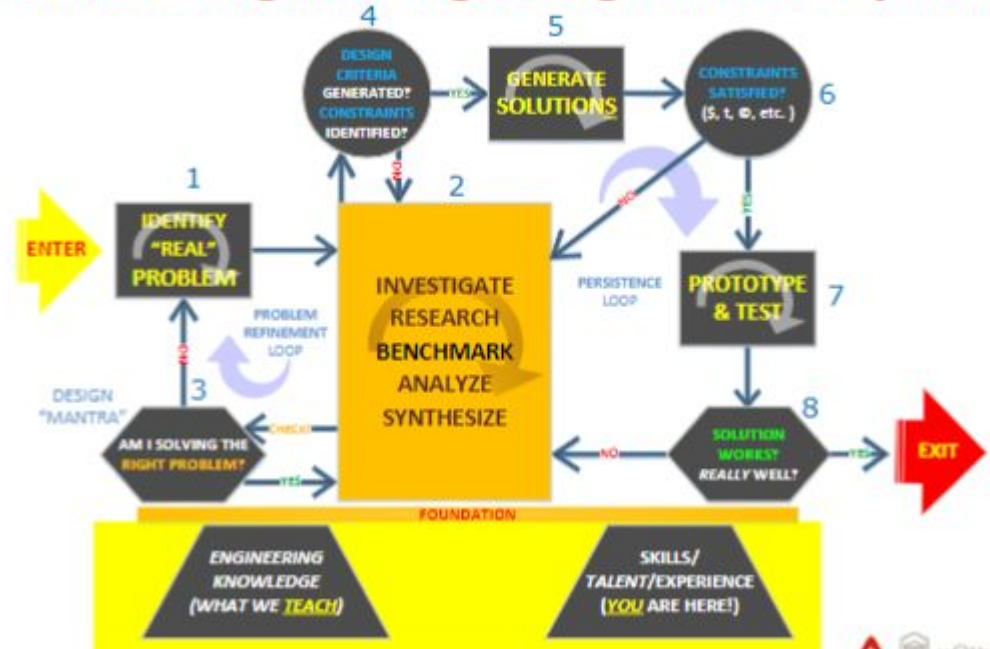 4
5
DESIGN
CRITERIA
GENERATED?
CONSTRAINTS
IDENTIFIED?
YES
GENERATE
SOLUTIONS
CONSTRAINTS
SATISFIED?
($, t, ☺, etc. )
6
NO
1
2
NO
YES
ENTER
IDENTIFY
"REAL"
PROBLEM
INVESTIGATE
RESEARCH
BENCHMARK
ANALYZE
SYNTHESIZE
PERSISTENCE
LOOP
PROTOTYPE
& TEST
7
PROBLEM
REFINEMENT
LOOP
NO
DESIGN
"MANTRA"
3
8
AM I SOLVING THE
RIGHT PROBLEM?
CHECK!
YES
NO
SOLUTION
WORKS?
REALLY WELL?
YES
EXIT
FOUNDATION
ENGINEERING
KNOWLEDGE
(WHAT WE TEACH)
SKILLS/
TALENT/EXPERIENCE
(YOU ARE HERE!)